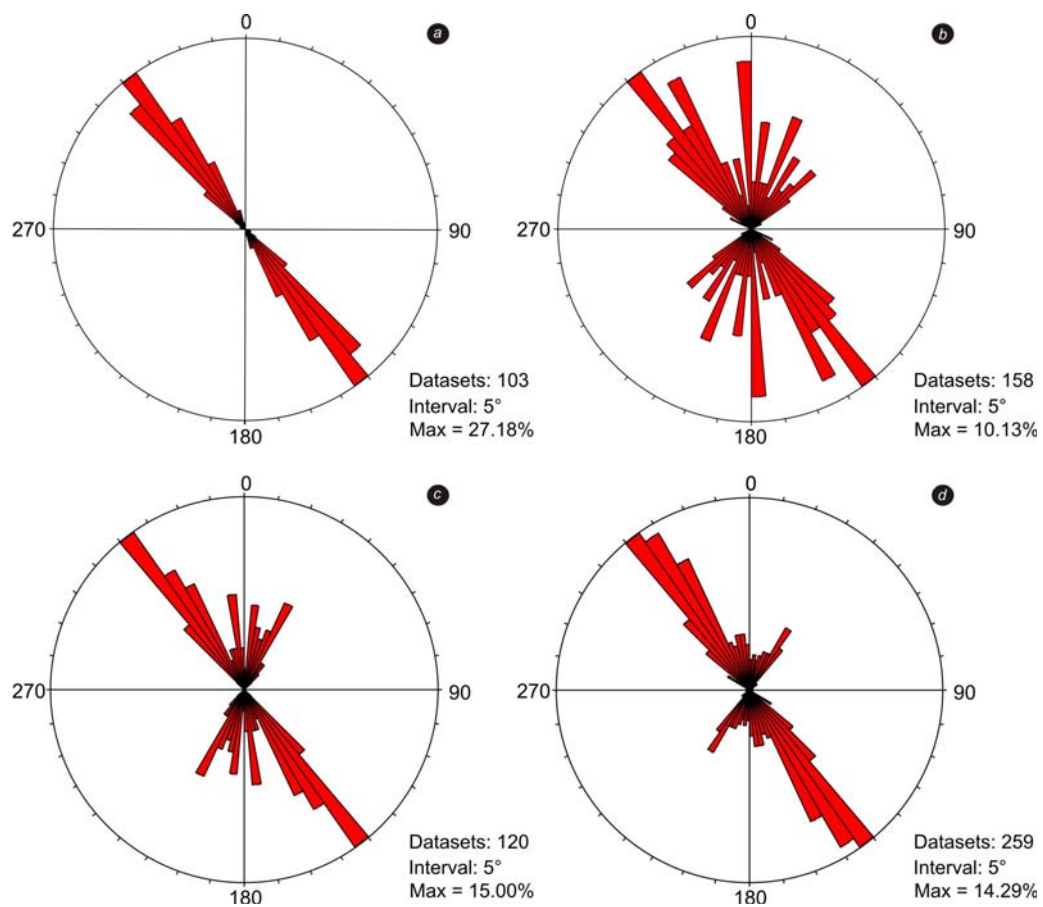 0
a
270
90
180
Datasets: 103
Interval: 5°
Max = 27.18%
0
b
270
90
180
Datasets: 158
Interval: 5°
Max = 10.13%
0
c
270
90
180
Datasets: 120
Interval: 5°
Max = 15.00%
0
d
270
90
180
Datasets: 259
Interval: 5°
Max = 14.29%